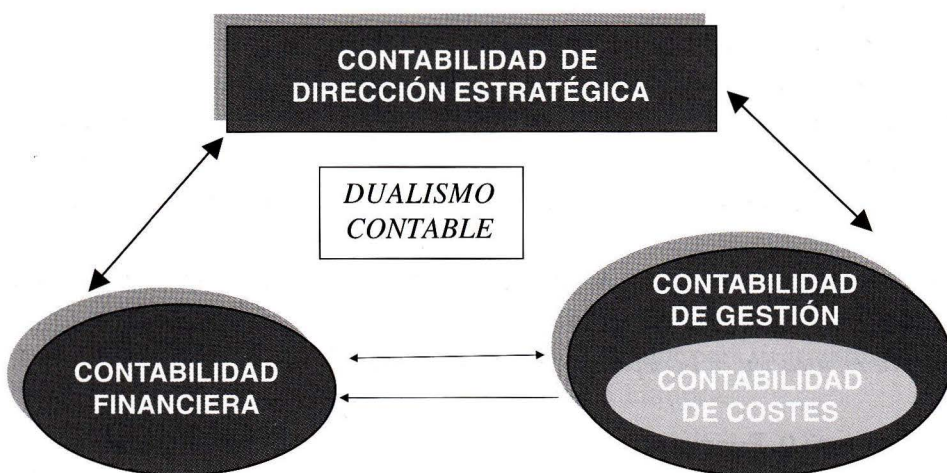 CONTABILIDAD DE
DIRECCIÓN ESTRATÉGICA
DUALISMO
CONTABLE
CONTABILIDAD
DE GESTIÓN
CONTABILIDAD
FINANCIERA
CONTABILIDAD
DE COSTES